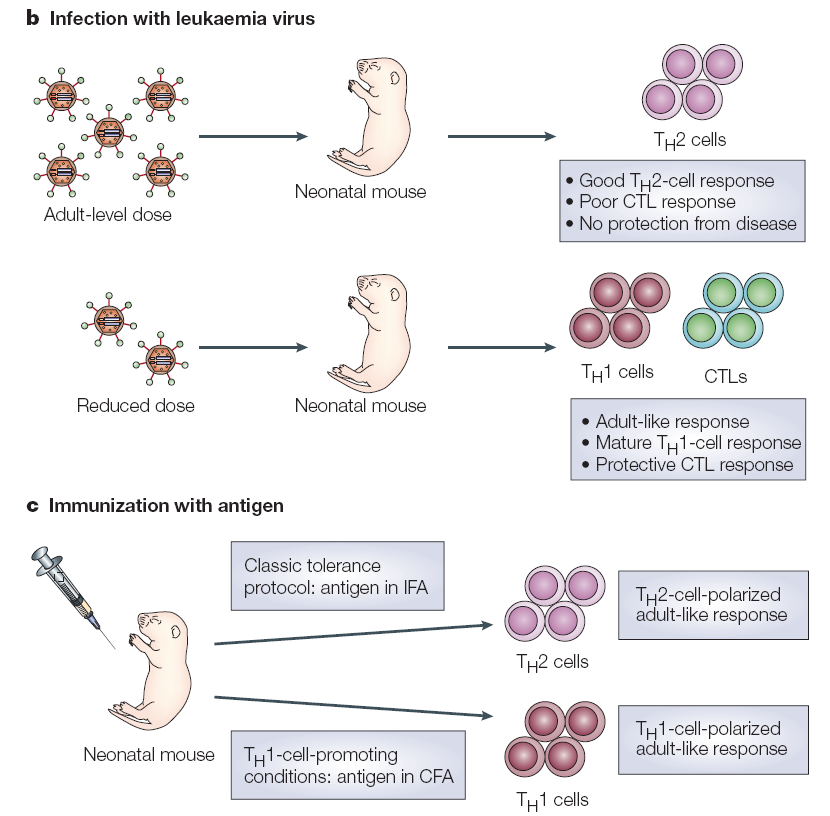 b Infection with leukaemia virus
Adult-level dose
Neonatal mouse
TH2 cells
• Good TH2-cell response
• Poor CTL response
• No protection from disease
Reduced dose
Neonatal mouse
TH1 cells
CTLs
• Adult-like response
• Mature TH1-cell response
• Protective CTL response
c Immunization with antigen
Neonatal mouse
Classic tolerance
protocol: antigen in IFA
TH2 cells
TH2-cell-polarized
adult-like response
TH1-cell-promoting
conditions: antigen in CFA
TH1 cells
TH1-cell-polarized
adult-like response